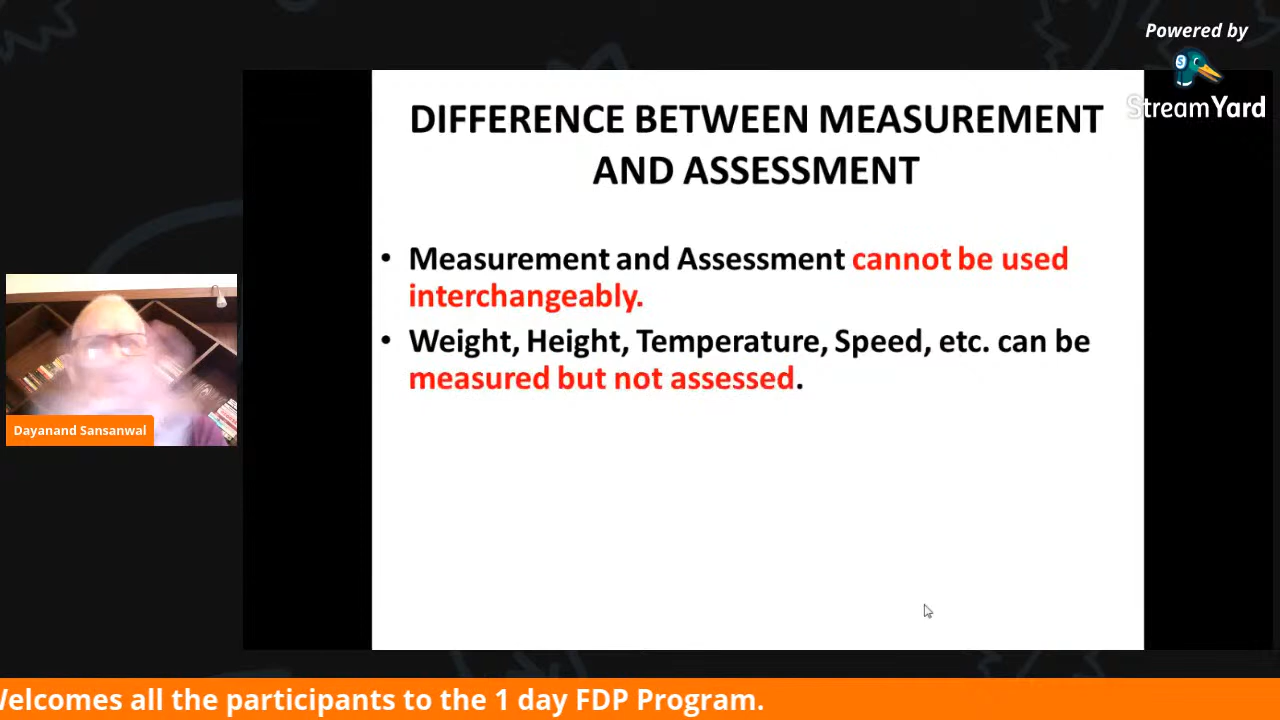 Powered by
StreamYard
DIFFERENCE BETWEEN MEASUREMENT
AND ASSESSMENT
• Measurement and Assessment cannot be used
interchangeably.
• Weight, Height, Temperature, Speed, etc. can be
measured but not assessed.
Dayanand Sansanwal
Welcomes all the participants to the 1 day FDP Program.